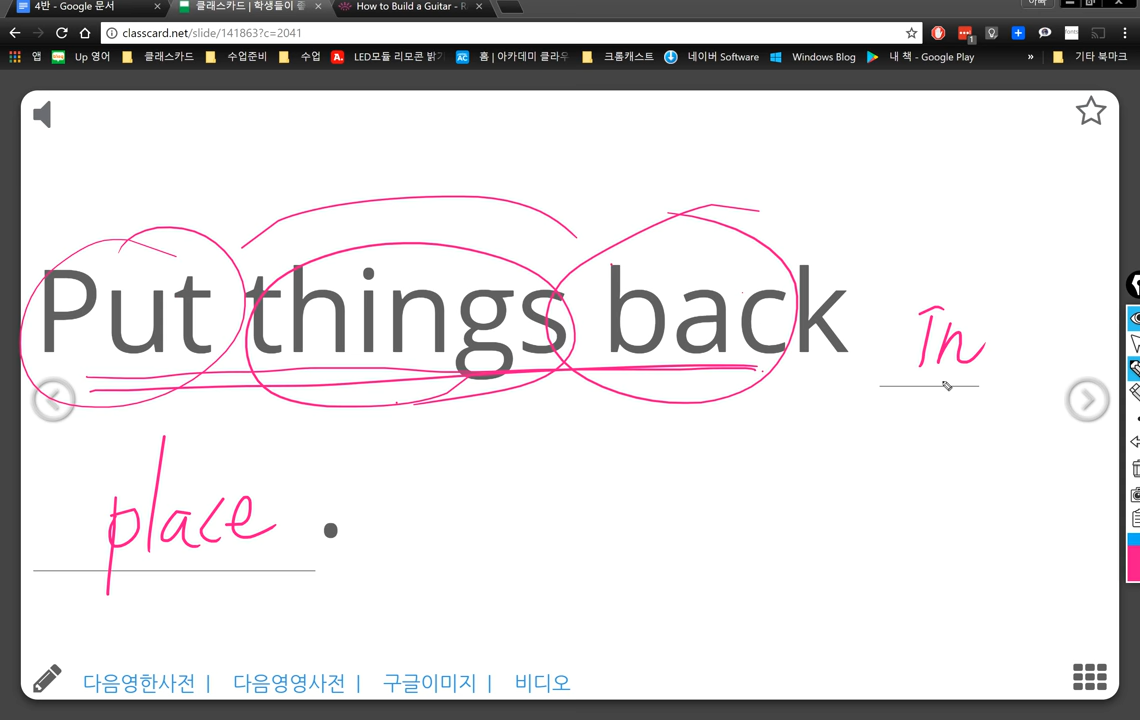 4반 - Google 문서
클래스카드 | 학생들이 좋
How to Build a Guitar - R
classcard.net/slide/141863?c=2041
앱 Up 영어 클래스카드 수업준비 수업 LED모듈 리모콘 밝기 홈 | 아카데미 클라우 크롬캐스트 네이버 Software Windows Blog 내 책 - Google Play » 기타 북마크
Put things back In
place .
다음영한사전 | 다음영영사전 | 구글이미지 | 비디오